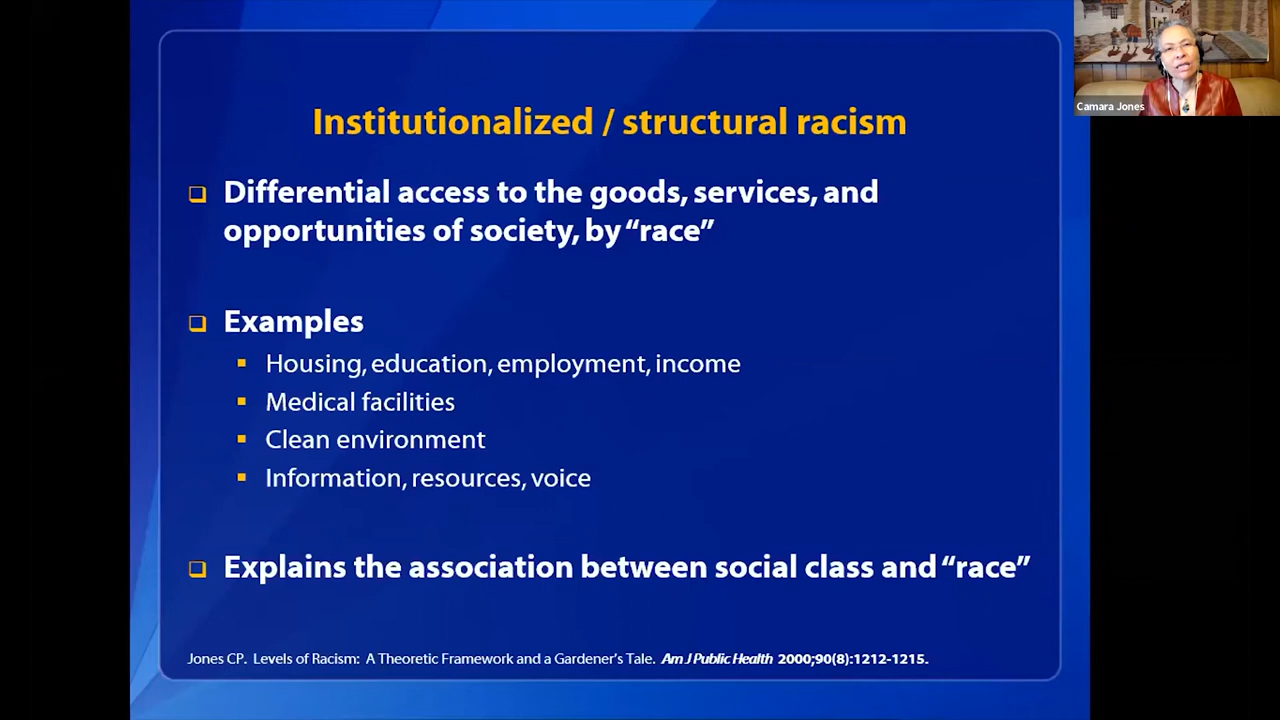 Institutionalized / structural racism
Differential access to the goods, services, and
opportunities of society, by “race”
Examples
Housing, education, employment, income
Medical facilities
Clean environment
Information, resources, voice
Explains the association between social class and “race”
Jones CP. Levels of Racism: A Theoretic Framework and a Gardener’s Tale. Am J Public Health 2000;90(8):1212-1215.
Camara Jones